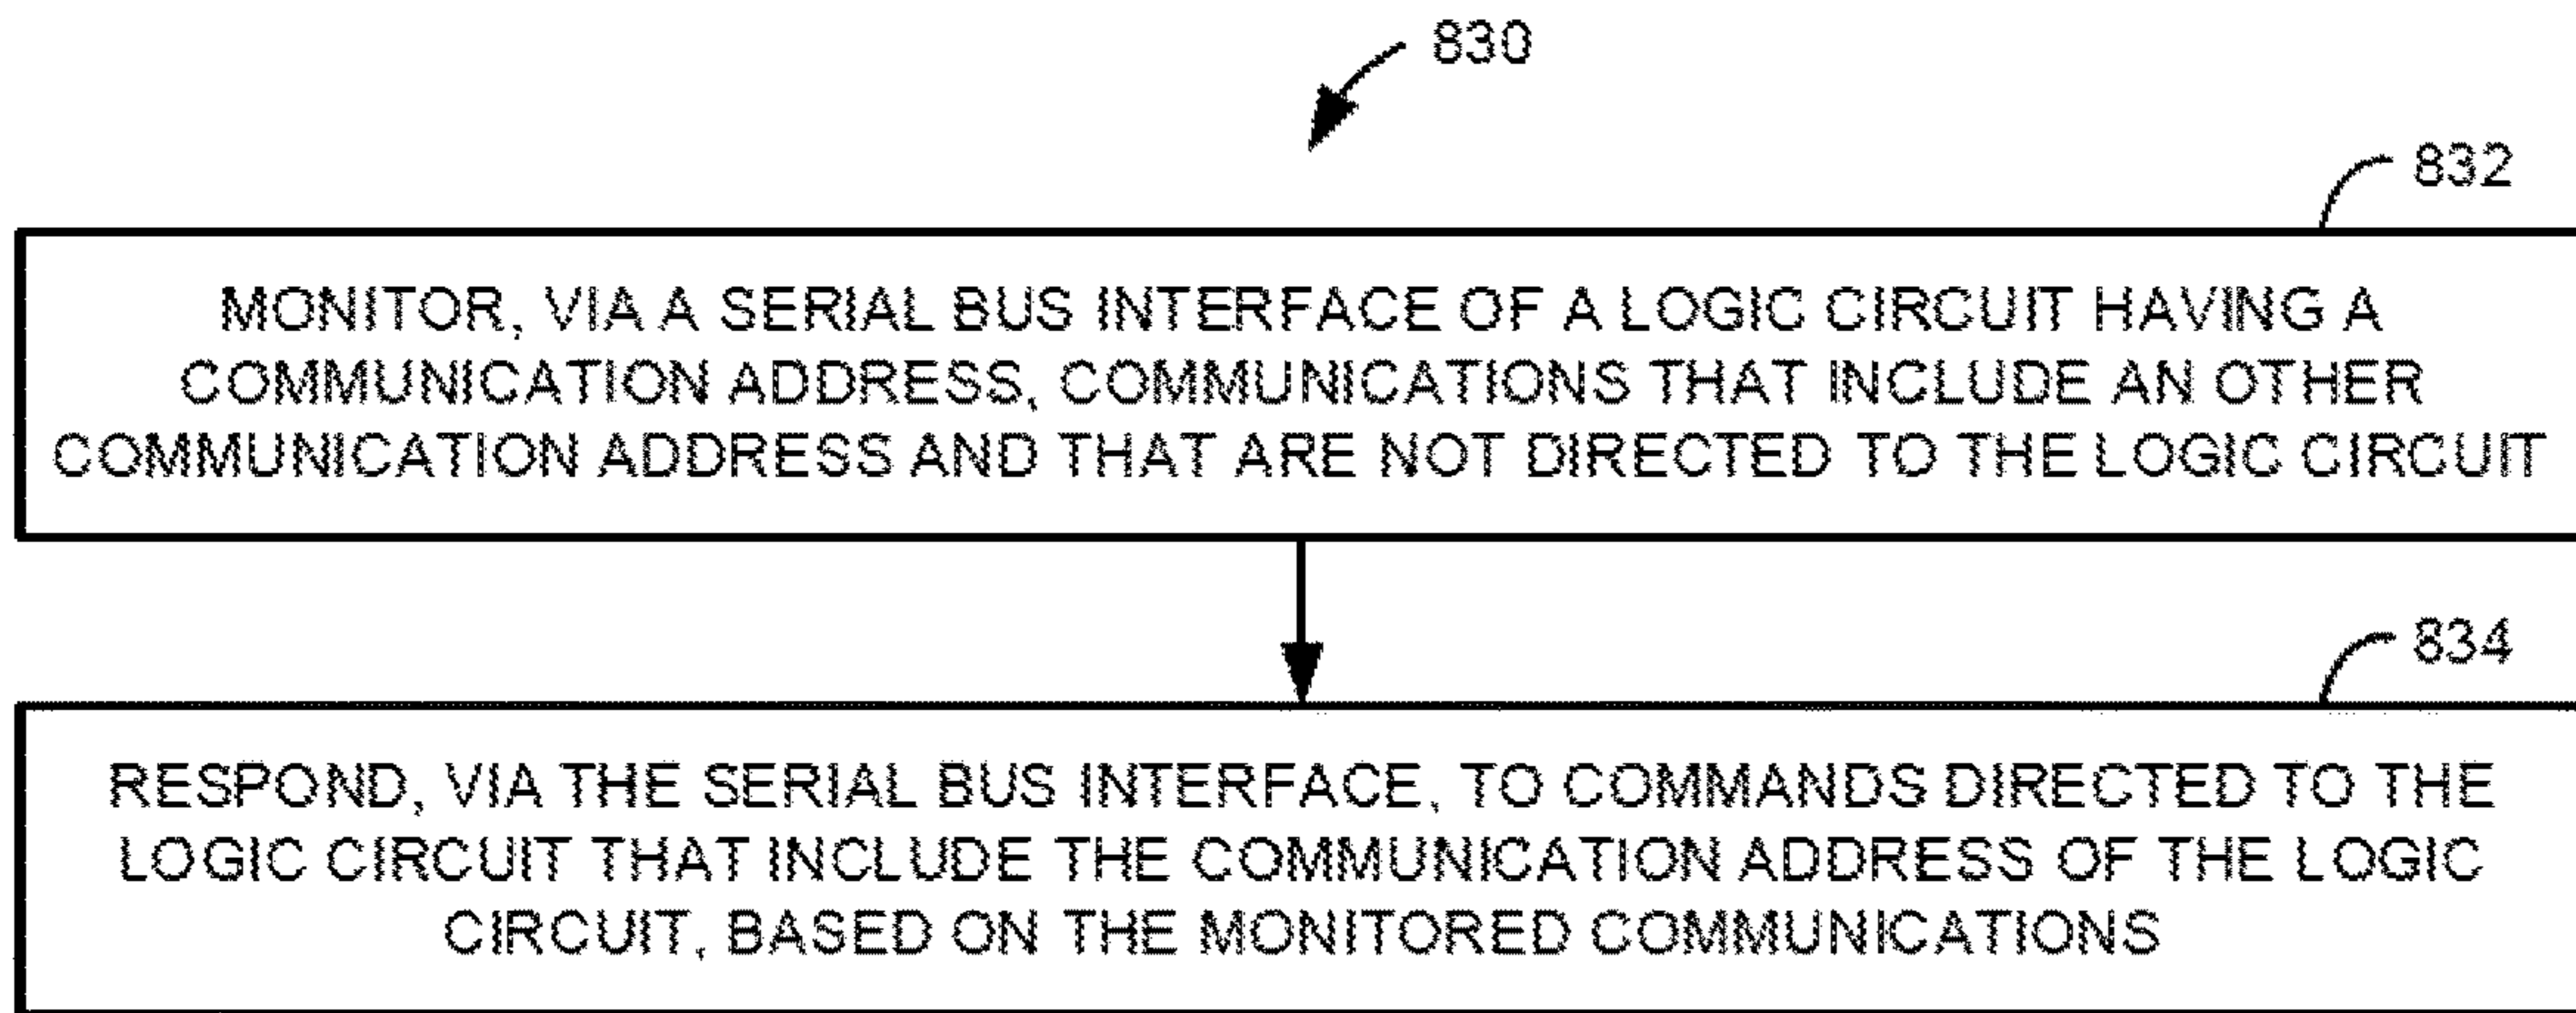 830
832
MONITOR, VIA A SERIAL BUS INTERFACE OF A LOGIC CIRCUIT HAVING A
COMMUNICATION ADDRESS, COMMUNICATIONS THAT INCLUDE AN OTHER
COMMUNICATION ADDRESS AND THAT ARE NOT DIRECTED TO THE LOGIC CIRCUIT
834
RESPOND, VIA THE SERIAL BUS INTERFACE, TO COMMANDS DIRECTED TO THE
LOGIC CIRCUIT THAT INCLUDE THE COMMUNICATION ADDRESS OF THE LOGIC
CIRCUIT, BASED ON THE MONITORED COMMUNICATIONS